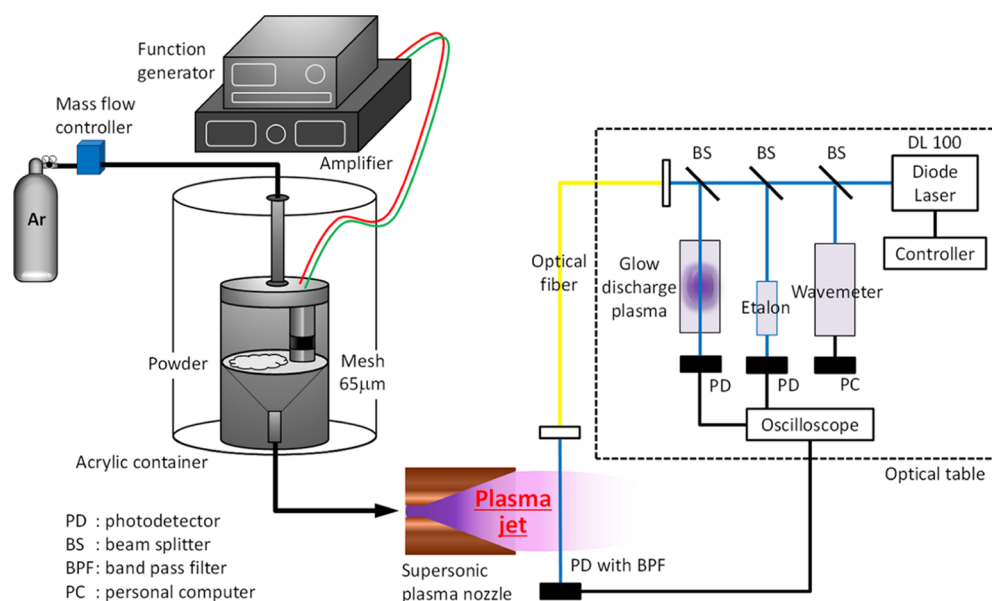 Function
generator
Mass flow
controller
Amplifier
Ar
Powder
Mesh
65μm
Acrylic container
PD : photodetector
BS : beam splitter
BPF: band pass filter
PC : personal computer
Plasma
jet
Supersonic
plasma nozzle
PD with BPF
Optical
fiber
BS
BS
BS
DL 100
Diode
Laser
Controller
Glow
discharge
plasma
Etalon
Wavemeter
PD
PD
PC
Oscilloscope
Optical table